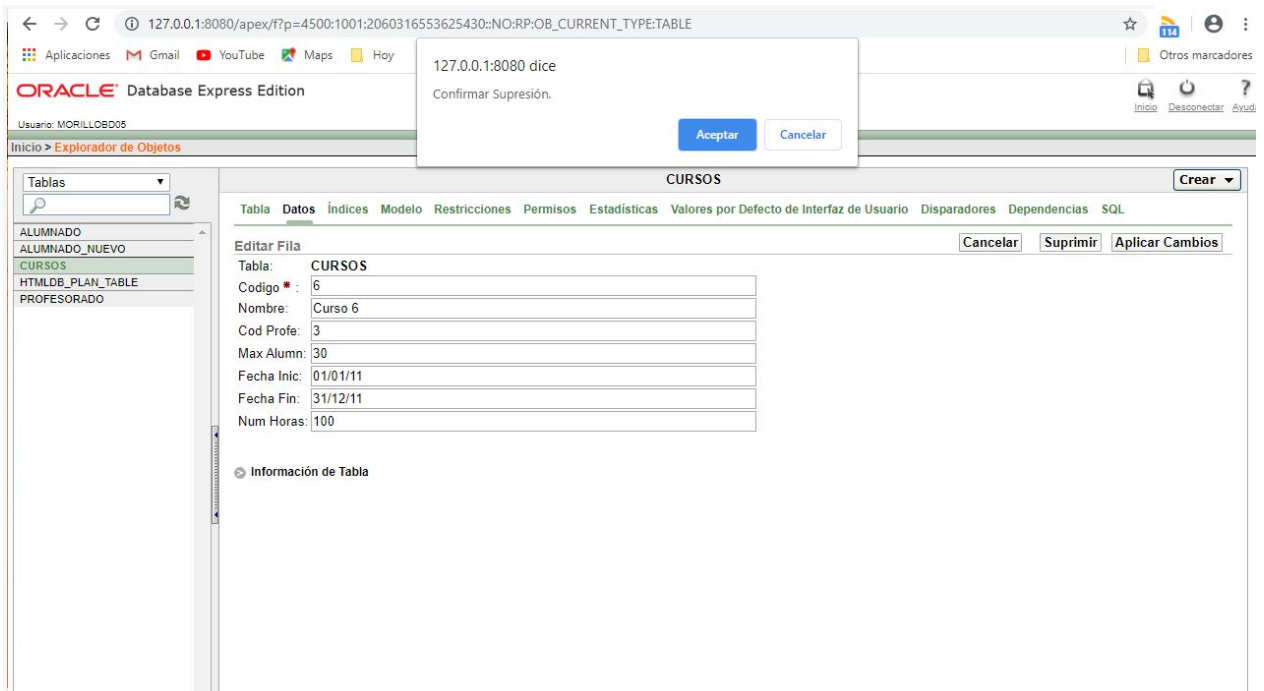 127.0.0.1:8080/apex/f?p=4500:1001:2060316553625430::NO:RP:OB_CURRENT_TYPE:TABLE
114
Aplicaciones Gmail YouTube Maps Hoy Otros marcadores
127.0.0.1:8080 dice
Confirmar Supresión.
Aceptar Cancelar
ORACLE Database Express Edition
Inicio Desconectar Ayuda
Usuario: MORILLOBD05
Inicio > Explorador de Objetos
Tablas
CURSOS
Crear
Tabla Datos Índices Modelo Restricciones Permisos Estadísticas Valores por Defecto de Interfaz de Usuario Disparadores Dependencias SQL
ALUMNADO
ALUMNADO_NUEVO
CURSOS
HTMLDB_PLAN_TABLE
PROFESORADO
Editar Fila
Cancelar Suprimir Aplicar Cambios
Tabla: CURSOS
Codigo * : 6
Nombre: Curso 6
Cod Profe: 3
Max Alumn: 30
Fecha Inic: 01/01/11
Fecha Fin: 31/12/11
Num Horas: 100
Información de Tabla